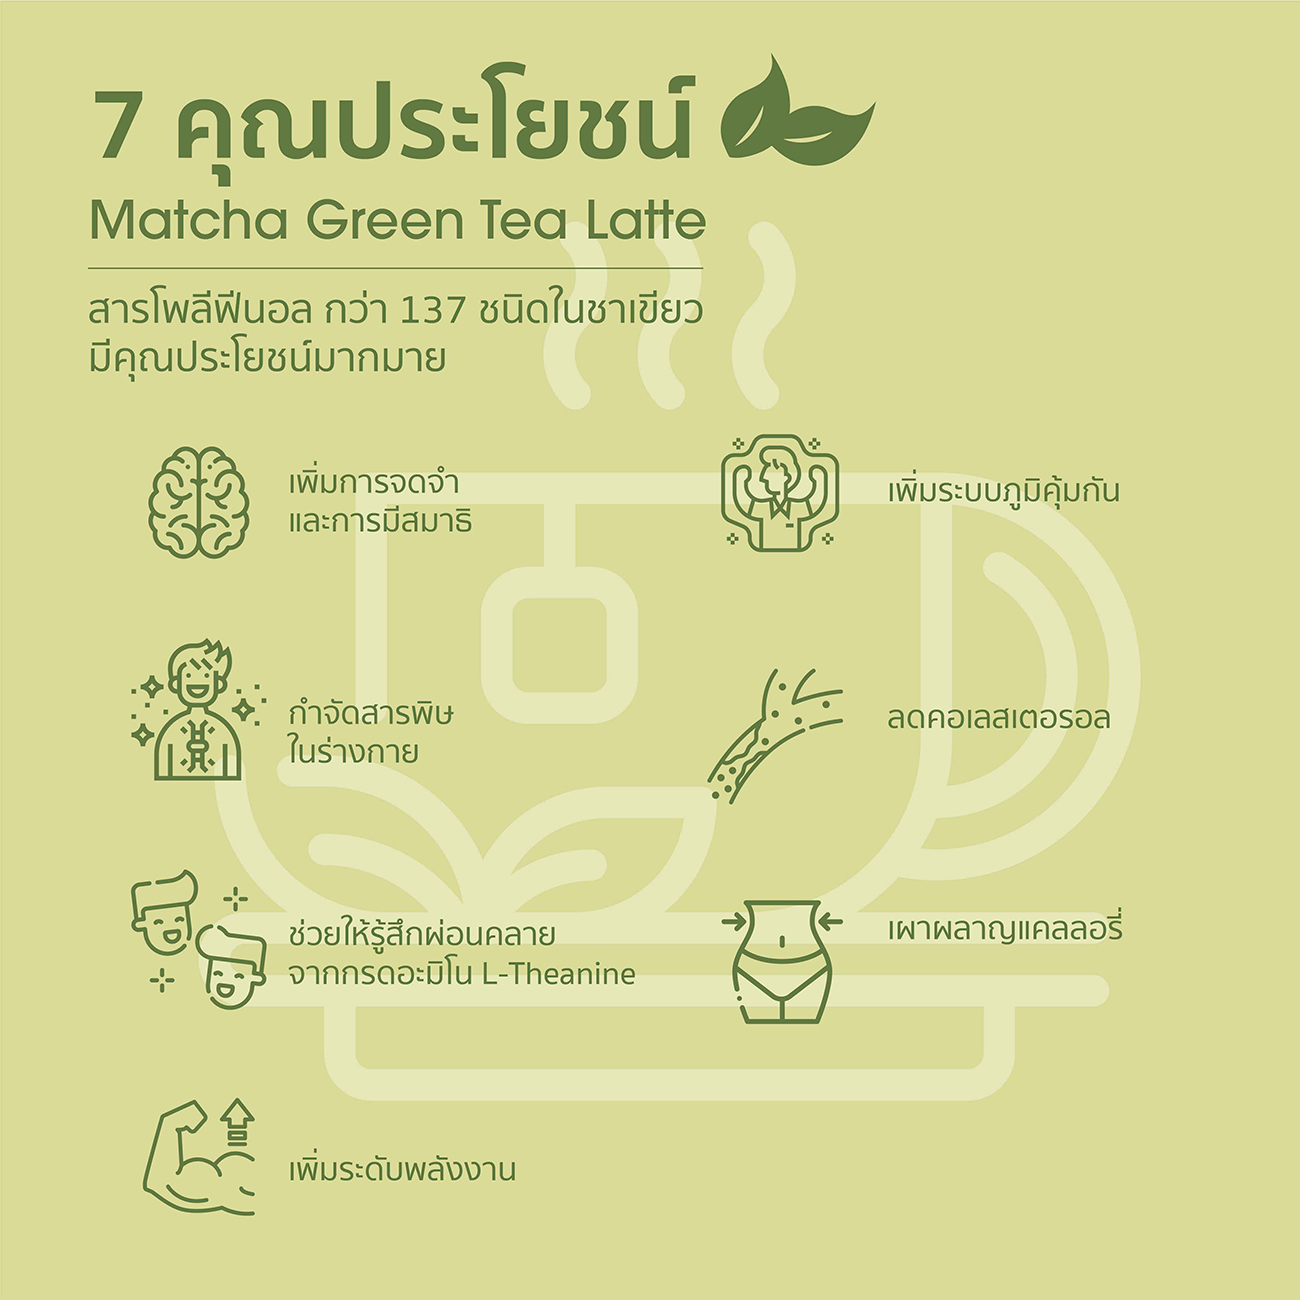 7 คุณประโยชน์
Matcha Green Tea Latte
สารโพลีฟีนอล กว่า 137 ชนิดในชาเขียว
มีคุณประโยชน์มากมาย
เพิ่มการจดจำ
และการมีสมาธิ
เพิ่มระบบภูมิคุ้มกัน
กำจัดสารพิษ
ในร่างกาย
ลดคอเลสเตอรอล
ช่วยให้รู้สึกผ่อนคลาย
จากกรดอะมิโน L-Theanine
เผาผลาญแคลลอรี่
เพิ่มระดับพลังงาน